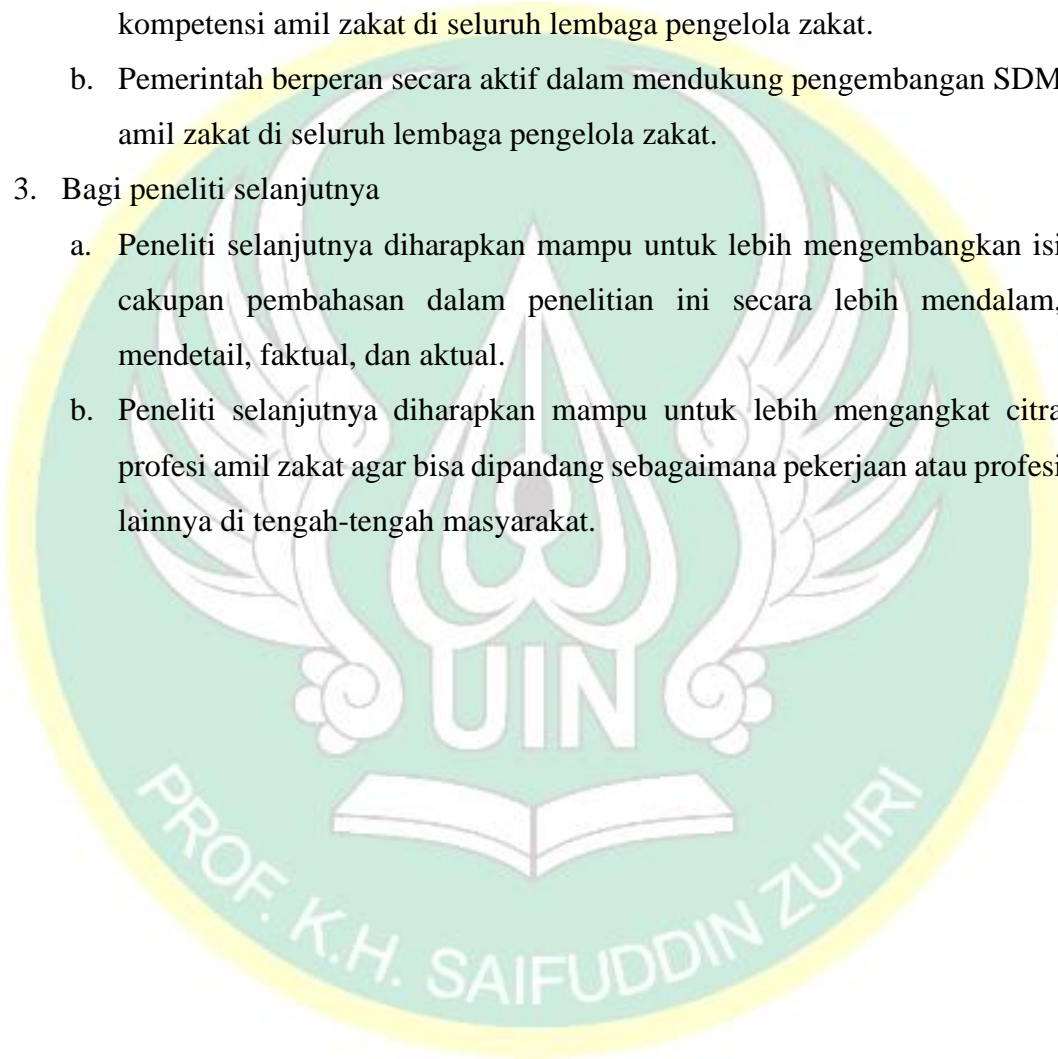 kompetensi amil zakat di seluruh lembaga pengelola zakat.
b. Pemerintah berperan secara aktif dalam mendukung pengembangan SDM
amil zakat di seluruh lembaga pengelola zakat.
3. Bagi peneliti selanjutnya
a. Peneliti selanjutnya diharapkan mampu untuk lebih mengembangkan isi
cakupan pembahasan dalam penelitian ini secara lebih mendalam,
mendetail, faktual, dan aktual.
b. Peneliti selanjutnya diharapkan mampu untuk lebih mengangkat citra
profesi amil zakat agar bisa dipandang sebagaimana pekerjaan atau profesi
lainnya di tengah-tengah masyarakat.
UIN
PROF. K.H. SAIFUDDIN ZUHRI